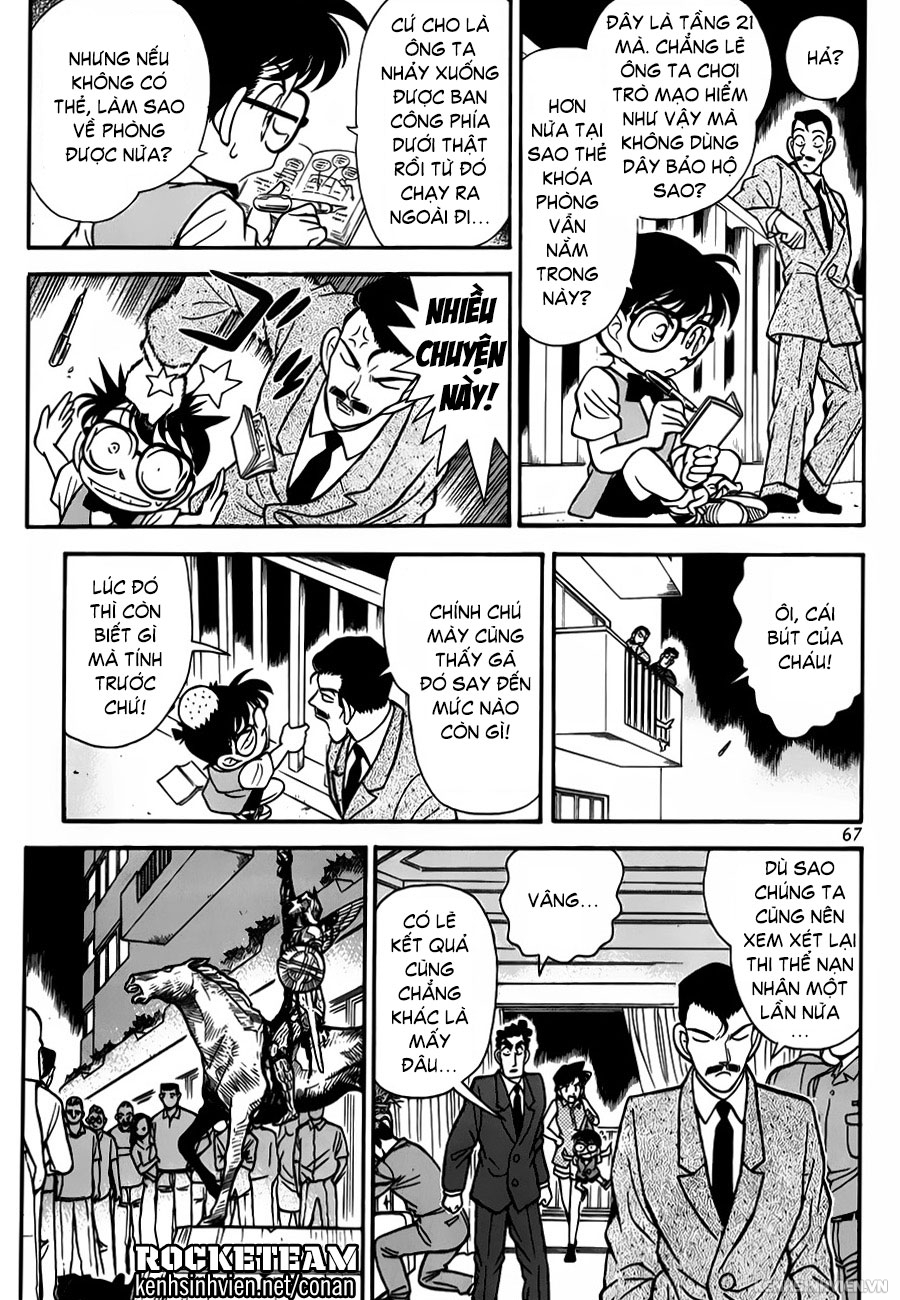 HẢ?
ĐÂY LÀ TẦNG 21
MÀ. CHẲNG LẼ
ÔNG TA CHƠI
TRÒ MẠO HIỂM
NHƯ VẬY MÀ
KHÔNG DÙNG
DÂY BẢO HỘ
SAO?
HƠN
NỮA TẠI
SAO THẺ
KHÓA
PHÒNG
VẪN
NẰM
TRONG
NÀY?
CỨ CHO LÀ
ÔNG TA
NHẢY XUỐNG
ĐƯỢC BAN
CÔNG PHÍA
DƯỚI THẬT
RỒI TỪ ĐÓ
CHẠY RA
NGOÀI ĐI...
NHƯNG NẾU
KHÔNG CÓ
THẺ, LÀM SAO
VỀ PHÒNG
ĐƯỢC NỮA?
NHIỀU
CHUYỆN
NÀY!
ÔI, CÁI
BÚT CỦA
CHÁU!
CHÍNH CHÚ
MÀY CŨNG
THẤY GÃ
ĐÓ SAY ĐẾN
MỨC NÀO
CÒN GÌ!
LÚC ĐÓ
THÌ CÒN
BIẾT GÌ
MÀ TÍNH
TRƯỚC
CHỨ!
67
DÙ SAO
CHÚNG TA
CŨNG NÊN
XEM XÉT LẠI
THI THỂ NẠN
NHÂN MỘT
LẦN NỮA
...
VÂNG...
CÓ LẼ
KẾT QUẢ
CŨNG
CHẲNG
KHÁC LÀ
MẤY
ĐÂU...
ROCKETEAM
kenhsinhvien.net/conan
KENHSINHVIEN.VN